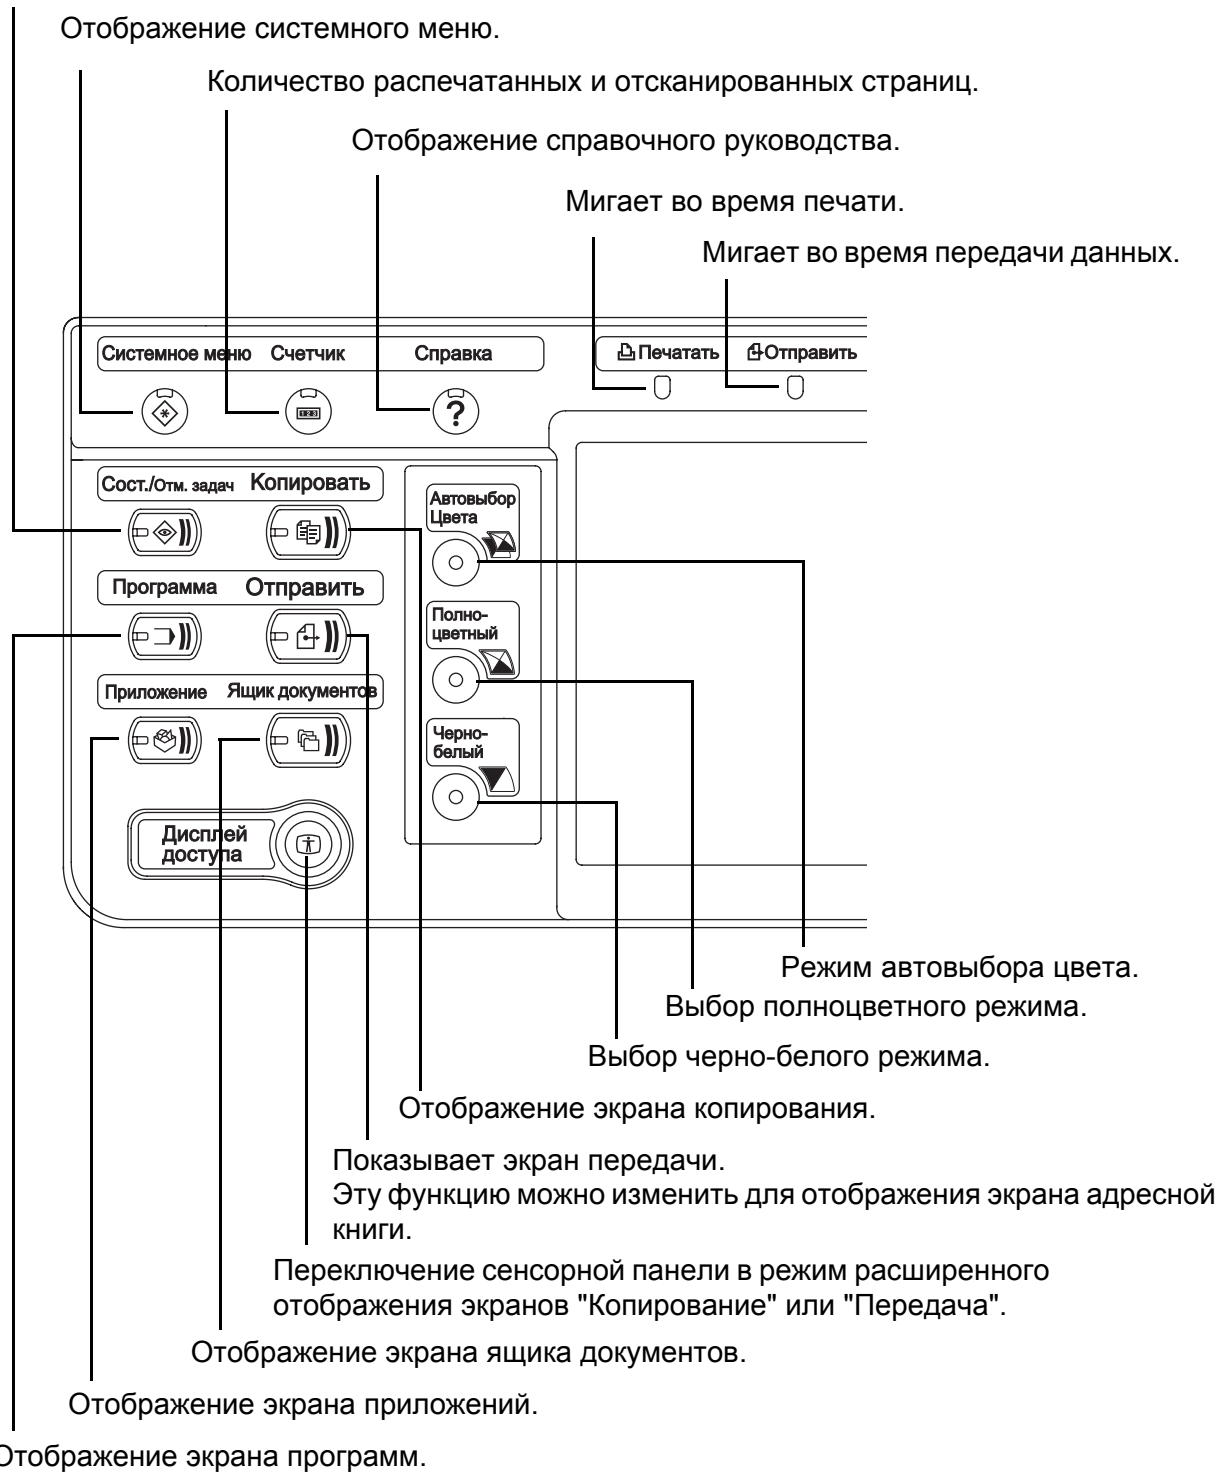 Отображение системного меню.
Количество распечатанных и отсканированных страниц.
Отображение справочного руководства.
Мигает во время печати.
Мигает во время передачи данных.
Системное меню Счетчик Справка
Печатать Отправить
123
?
Сост./Отм. задач Копировать
Автовыбор
Цвета
Программа Отправить
Полно-
цветный
Приложение Ящик документов
Черно-
белый
Дисплей
доступа
Режим автовыбора цвета.
Выбор полноцветного режима.
Выбор черно-белого режима.
Отображение экрана копирования.
Показывает экран передачи.
Эту функцию можно изменить для отображения экрана адресной
книги.
Переключение сенсорной панели в режим расширенного
отображения экранов "Копирование" или "Передача".
Отображение экрана ящика документов.
Отображение экрана приложений.
Отображение экрана программ.